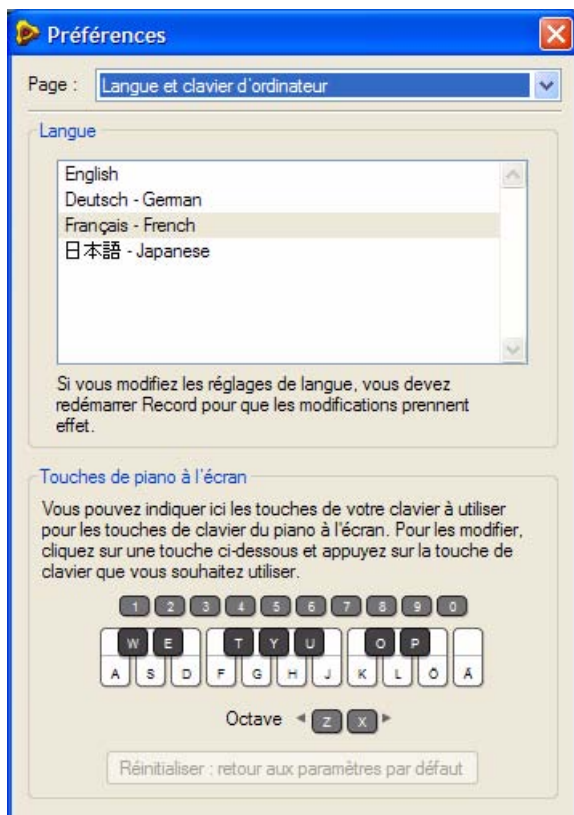 Préférences
Page : Langue et clavier d'ordinateur
Langue
English
Deutsch - German
Français - French
日本語 - Japanese
Si vous modifiez les réglages de langue, vous devez
redémarrer Record pour que les modifications prennent
effet.
Touches de piano à l'écran
Vous pouvez indiquer ici les touches de votre clavier à utiliser
pour les touches de clavier du piano à l'écran. Pour les modifier,
cliquez sur une touche ci-dessous et appuyez sur la touche de
clavier que vous souhaitez utiliser.
1 2 3 4 5 6 7 8 9 0
W E T Y U O P
A S D F G H J K L Ö Ä
Octave Z X
Réinitialiser : retour aux paramètres par défaut